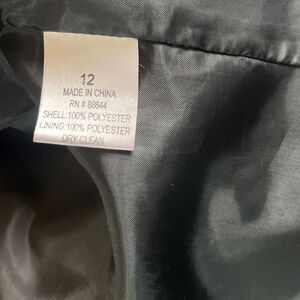 12
MADE IN CHINA
RN # 88644
SHELL:100% POLYESTER
LINING:100% POLYESTER
DRY CLEAN